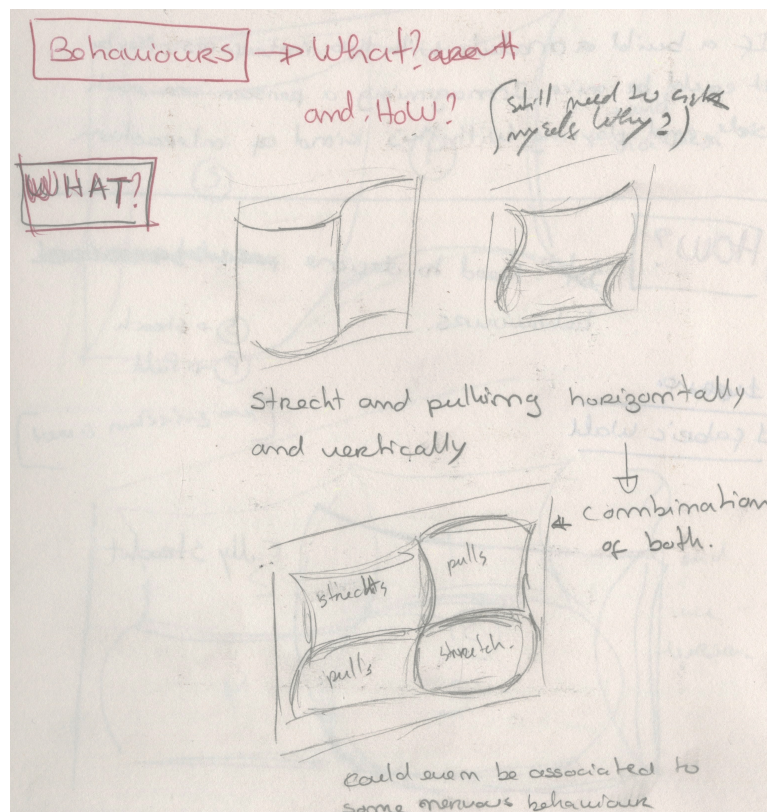 Behaviours → What?
and. How?
(still need to ask
myself Why?)
WHAT?
Strecht and pulling horizontally
and vertically
* combination
of both.
strechts
pulls
pulls
stretch.
could even be associated to
some nervous behaviour